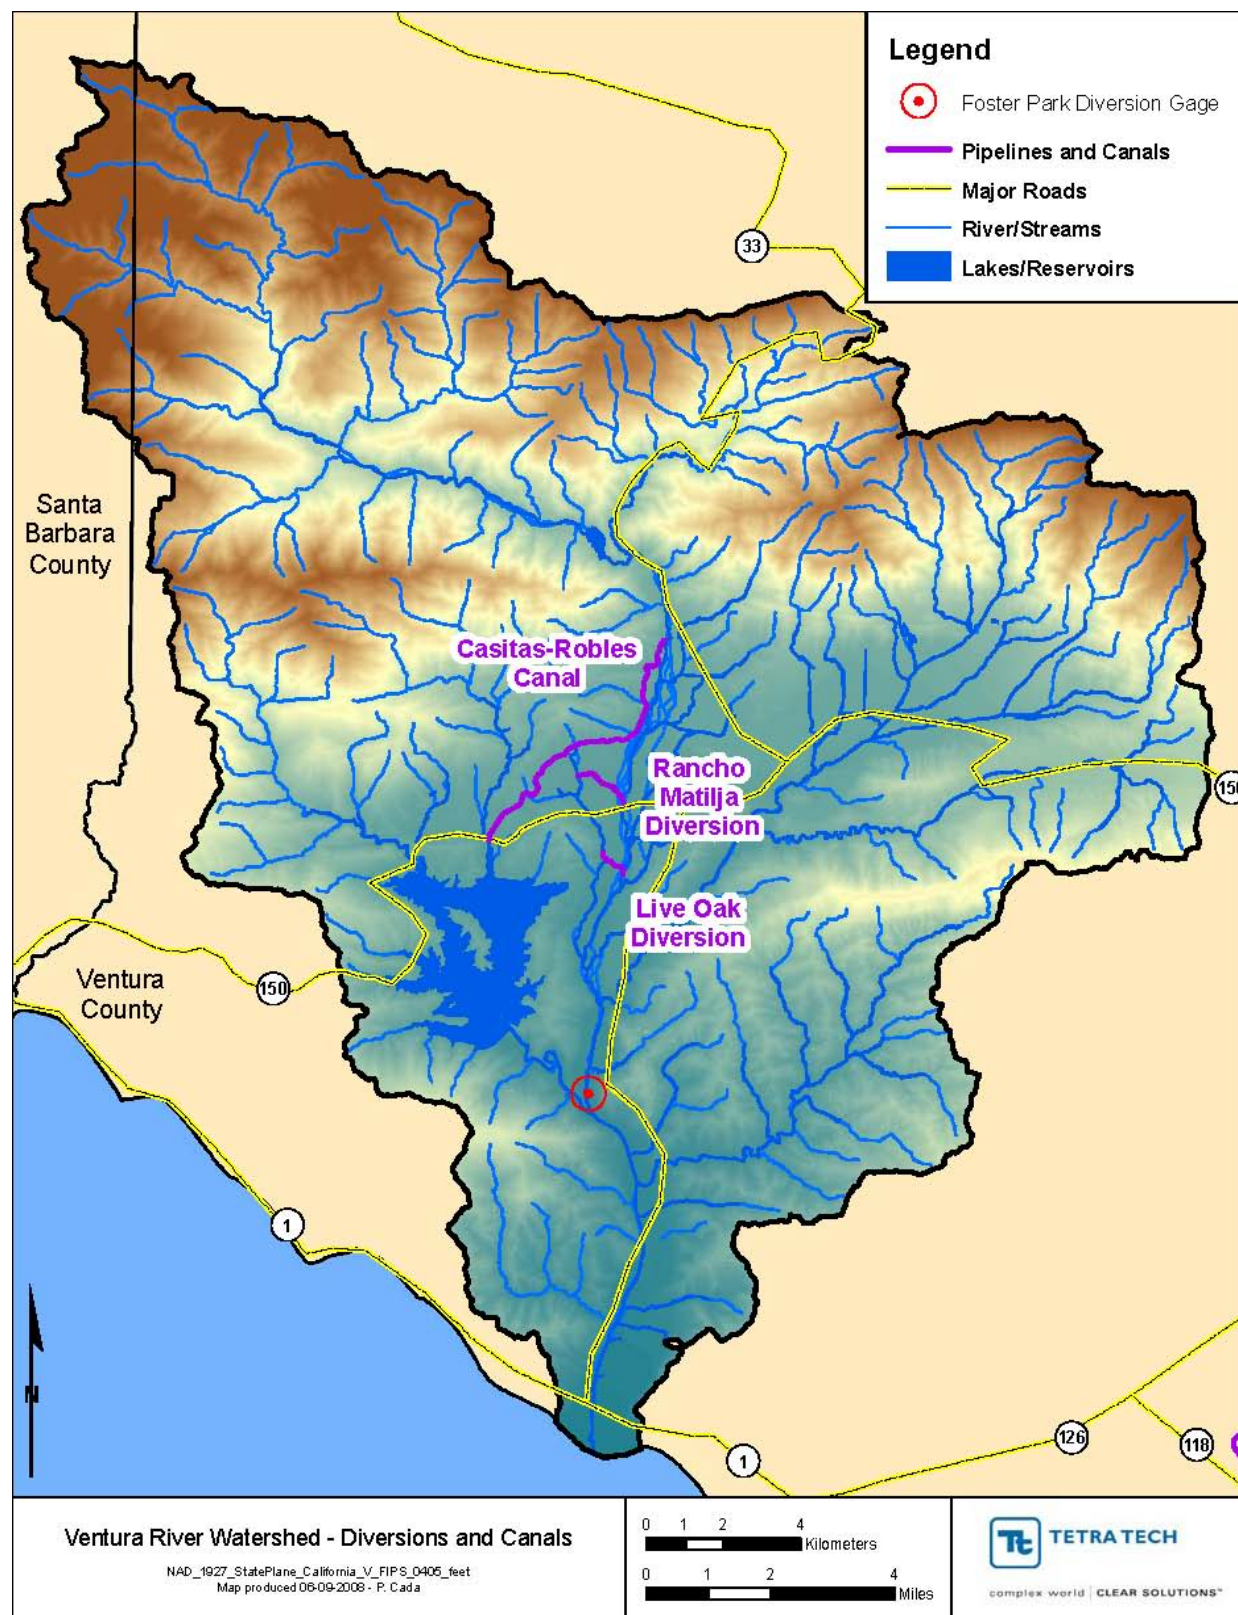 Legend
Foster Park Diversion Gage
Pipelines and Canals
Major Roads
River/Streams
Lakes/Reservoirs
33
Santa
Barbara
County
Casitas-Robles
Canal
Rancho
Matilja
Diversion
150
Live Oak
Diversion
Ventura
County
150
1
N
1
126
118
Ventura River Watershed - Diversions and Canals
NAD_1927_StatePlane_California_V_FIPS_0405_feet
Map produced 06-09-2008 - P. Cada
0 1 2 4
Kilometers
0 1 2 4
Miles
Tt TETRA TECH
complex world | CLEAR SOLUTIONS™